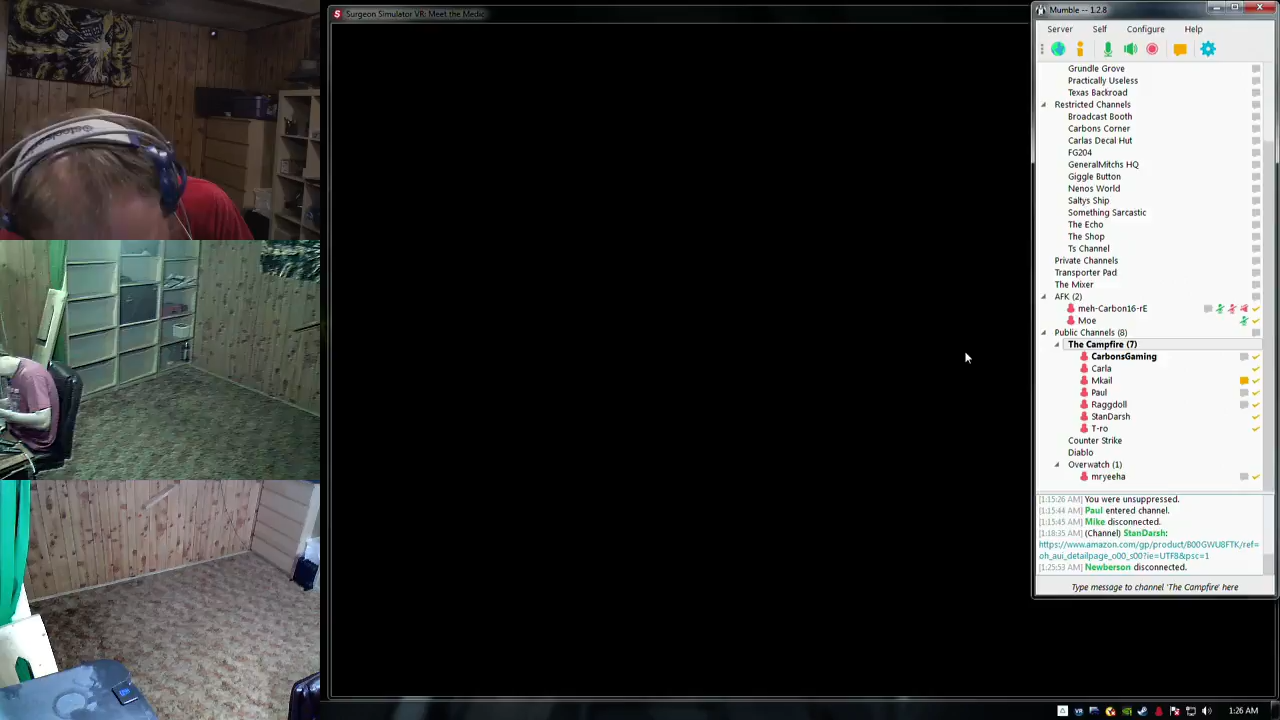 Surgeon Simulator VR: Meet the Medic
Mumble -- 1.2.8
Server Self Configure Help
Grundle Grove
Practically Useless
Texas Backroad
Restricted Channels
Broadcast Booth
Carbons Corner
Carlas Decal Hut
FG204
GeneralMitchs HQ
Giggle Button
Nenos World
Saltys Ship
Something Sarcastic
The Echo
The Shop
Ts Channel
Private Channels
Transporter Pad
The Mixer
AFK (2)
meh-Carbon16-rE
Moe
Public Channels (8)
The Campfire (7)
CarbonsGaming
Carla
Mkail
Paul
Raggdoll
StanDarsh
T-ro
Counter Strike
Diablo
Overwatch (1)
mryeeha
[1:15:26 AM] You were unsuppressed.
[1:15:44 AM] Paul entered channel.
[1:15:45 AM] Mike disconnected.
[1:18:35 AM] (Channel) StanDarsh:
https://www.amazon.com/gp/product/B00GWU8FTK/ref=
oh_aui_detailpage_o00_s00?ie=UTF8&psc=1
[1:25:53 AM] Newberson disconnected.
Type message to channel 'The Campfire' here
1:26 AM